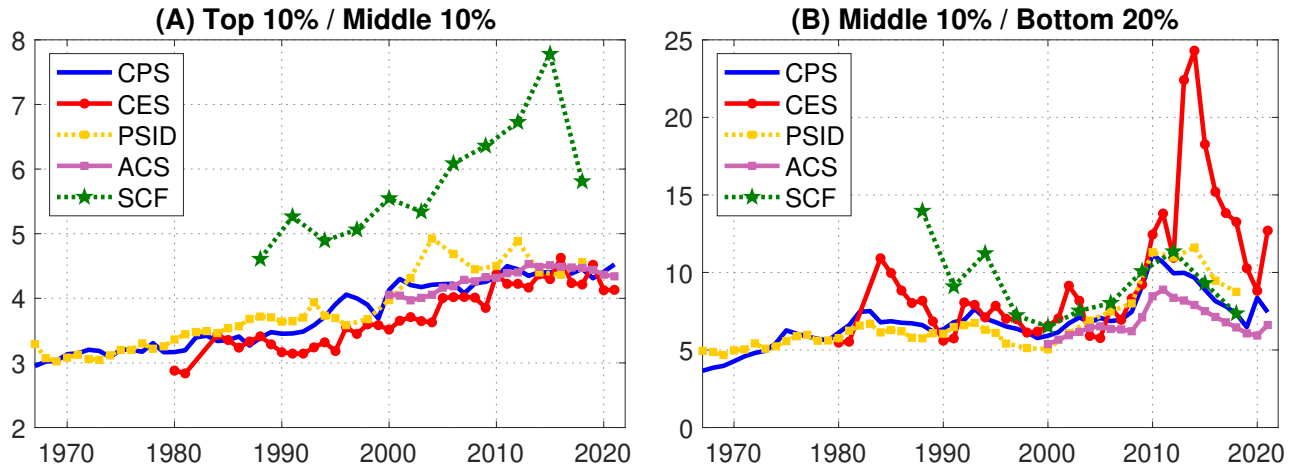 (A) Top 10% / Middle 10%
8
7
6
5
4
3
2
CPS
CES
PSID
ACS
SCF
1970 1980 1990 2000 2010 2020
(B) Middle 10% / Bottom 20%
25
20
15
10
5
0
CPS
CES
PSID
ACS
SCF
1970 1980 1990 2000 2010 2020